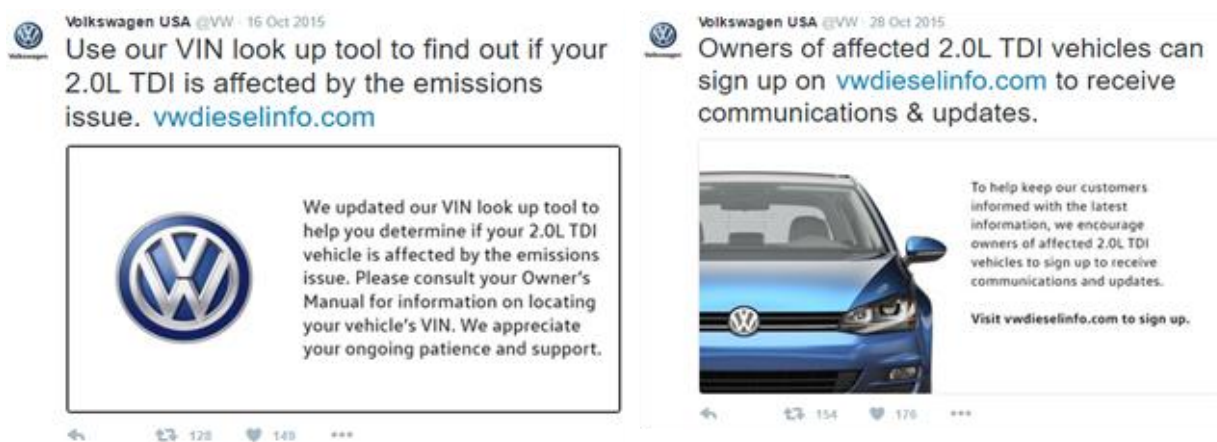 Volkswagen USA @VW · 16 Oct 2015
Use our VIN look up tool to find out if your
2.0L TDI is affected by the emissions
issue. vwdieselinfo.com
We updated our VIN look up tool to
help you determine if your 2.0L TDI
vehicle is affected by the emissions
issue. Please consult your Owner's
Manual for information on locating
your vehicle's VIN. We appreciate
your ongoing patience and support.
128 149
Volkswagen USA @VW · 28 Oct 2015
Owners of affected 2.0L TDI vehicles can
sign up on vwdieselinfo.com to receive
communications & updates.
To help keep our customers
informed with the latest
information, we encourage
owners of affected 2.0L TDI
vehicles to sign up to receive
communications and updates.
Visit vwdieselinfo.com to sign up.
154 176